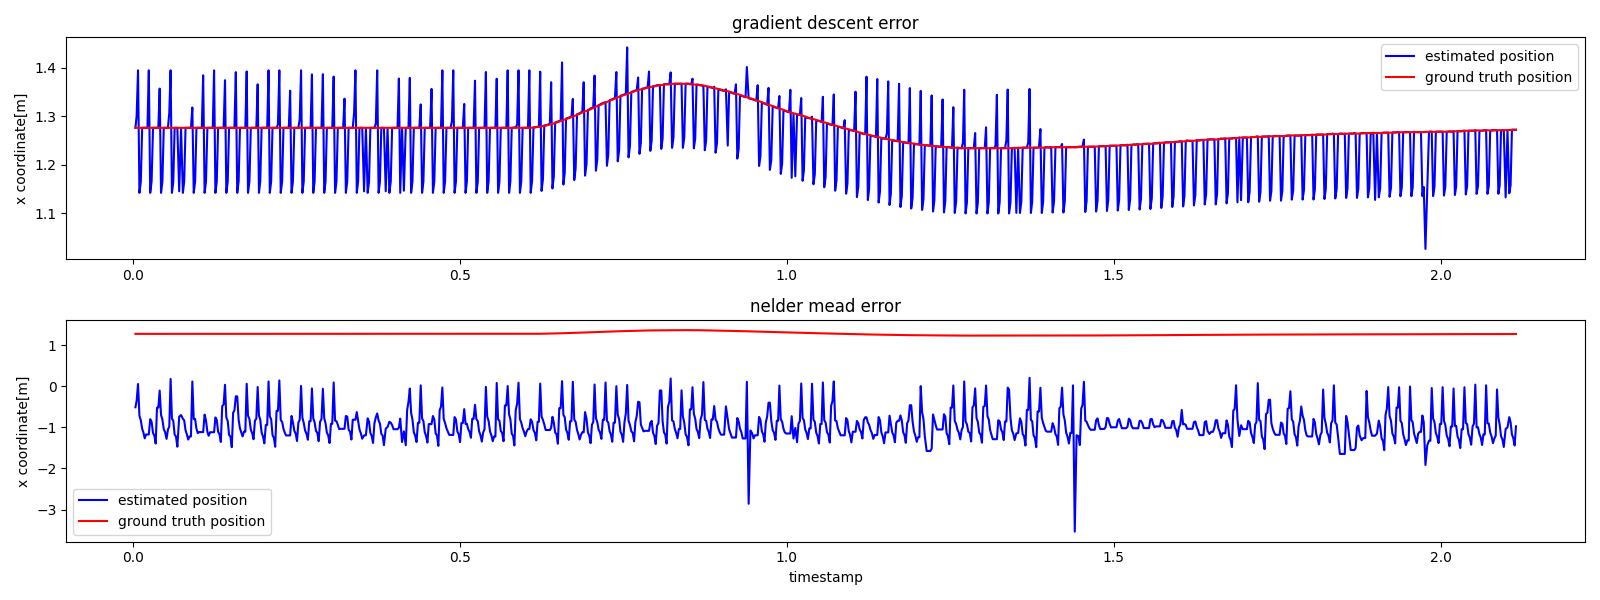 gradient descent error
x coordinate[m]
1.4
1.3
1.2
1.1
estimated position
ground truth position
0.0
0.5
1.0
1.5
2.0
nelder mead error
x coordinate[m]
1
0
−1
−2
−3
estimated position
ground truth position
0.0
0.5
1.0
1.5
2.0
timestamp